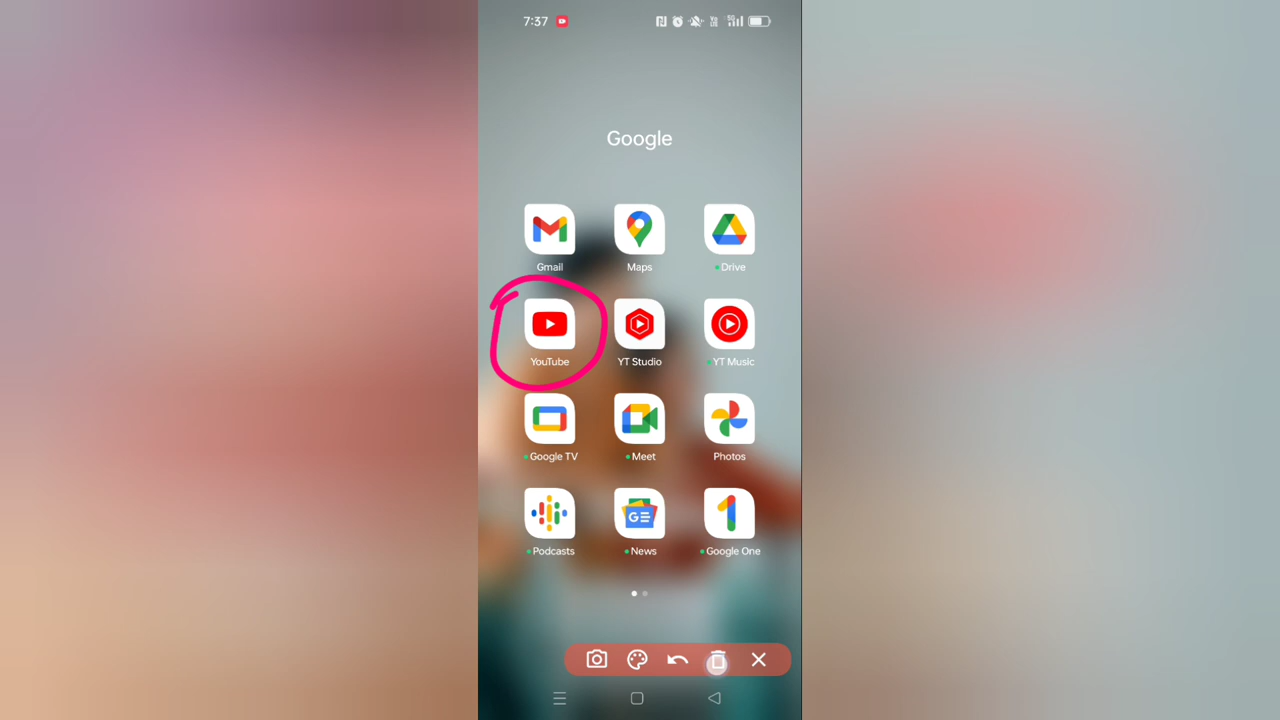 7:37
Google
Gmail
Maps
Drive
YouTube
YT Studio
YT Music
Google TV
Meet
Photos
Podcasts
News
Google One